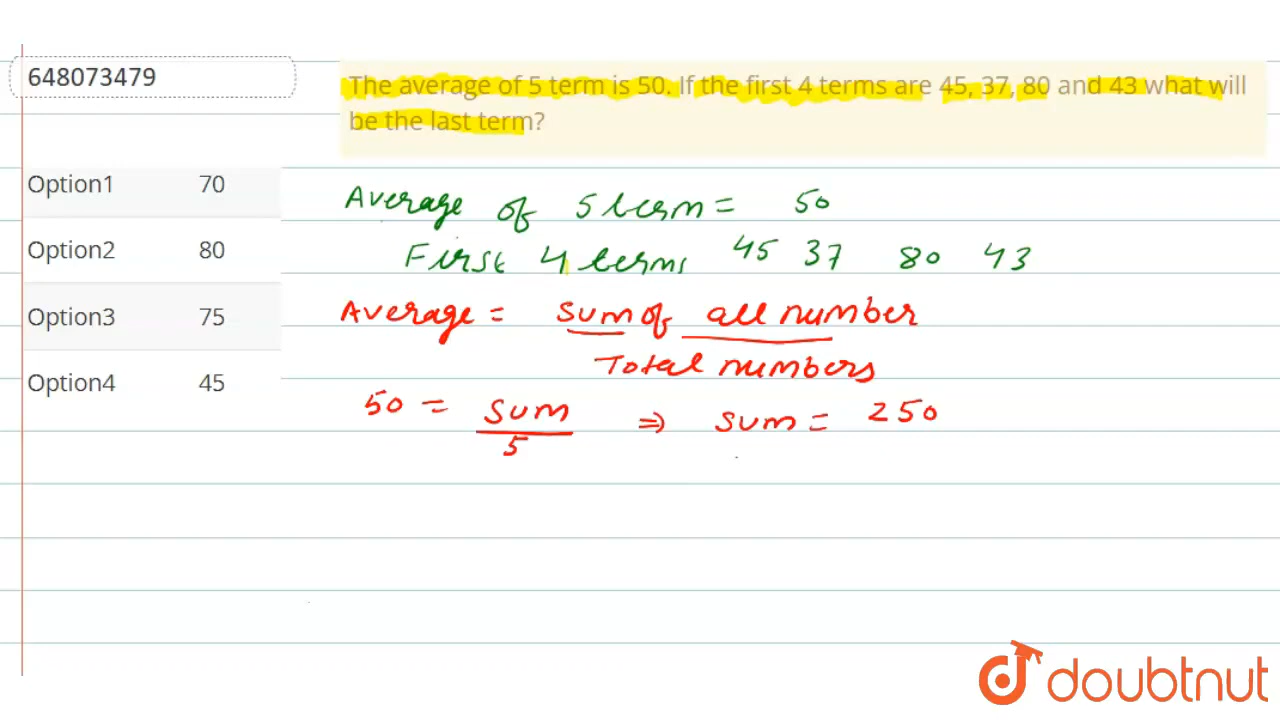 648073479
The average of 5 term is 50. If the first 4 terms are 45, 37, 80 and 43 what will
be the last term?
Option1 70
Option2 80
Option3 75
Option4 45
Average of 5 term = 50
First 4 terms 45 37 80 43
Average = sum of all number
Total numbers
50 = sum
5
⇒ sum = 250
doubtnut